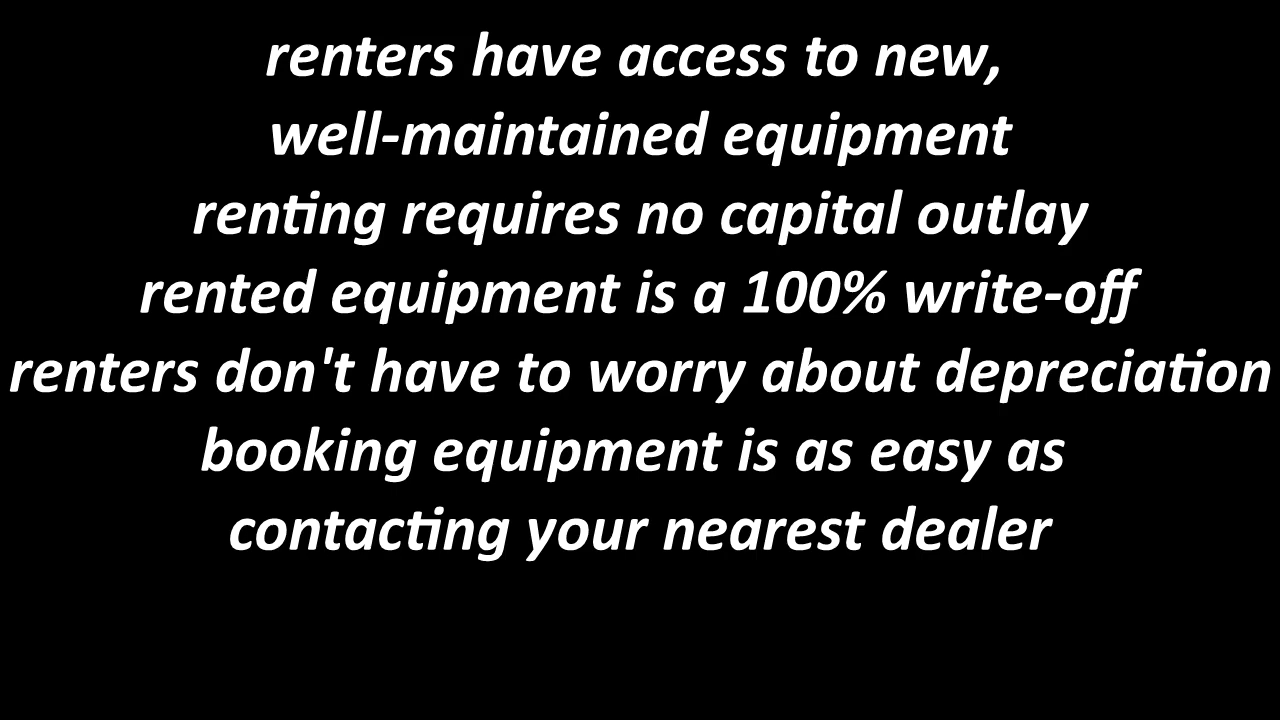 renters have access to new,
well-maintained equipment
renting requires no capital outlay
rented equipment is a 100% write-off
renters don't have to worry about depreciation
booking equipment is as easy as
contacting your nearest dealer